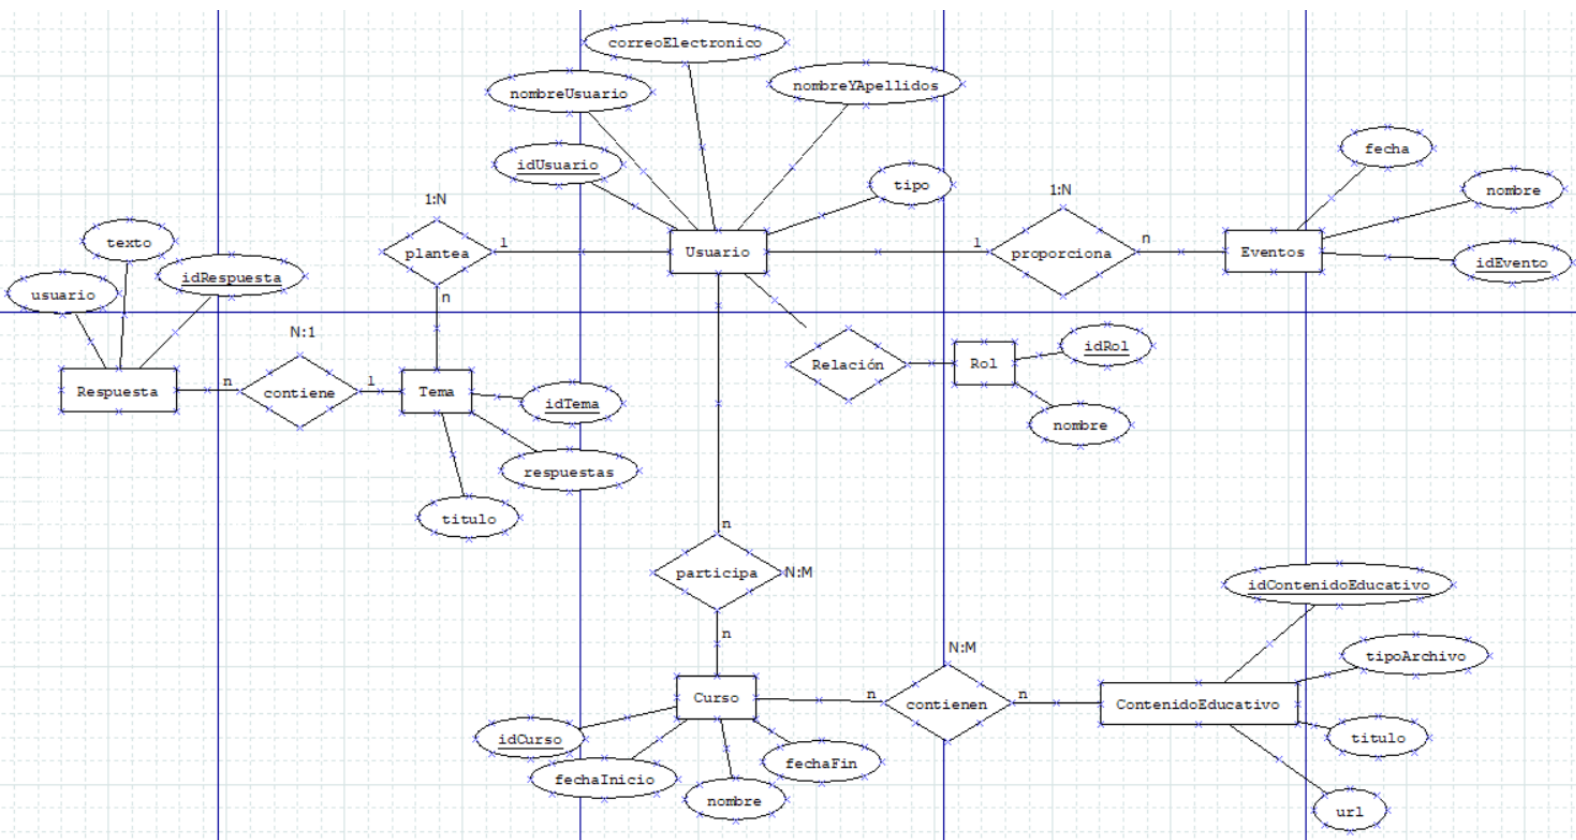 correoElectronico
nombreUsuario
nombreYApellidos
idUsuario
tipo
fecha
nombre
1:N
1:N
texto
plantea
1
Usuario
1
proporciona
n
Eventos
idEvento
usuario
idRespuesta
n
N:1
idRol
Respuesta
n
contiene
1
Tema
Relación
Rol
idTema
nombre
respuestas
titulo
n
participa
N:M
idContenidoEducativo
n
N:M
tipoArchivo
Curso
n
contienen
n
ContenidoEducativo
idCurso
titulo
fechaInicio
fechaFin
nombre
url